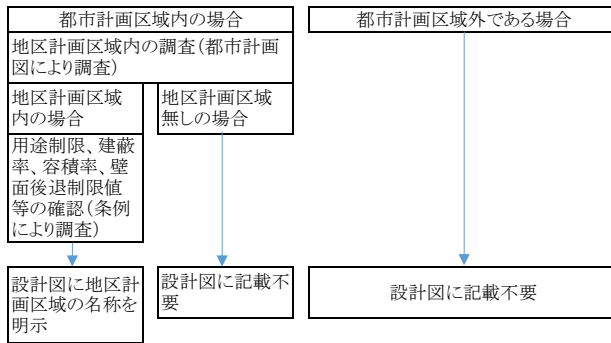 都市計画区域内の場合
都市計画区域外である場合
地区計画区域内の調査（都市計画
図により調査）
地区計画区域
内の場合
地区計画区域
無しの場合
用途制限、建蔽
率、容積率、壁
面後退制限値
等の確認（条例
により調査）
設計図に地区計
画区域の名称を
明示
設計図に記載不
要
設計図に記載不要